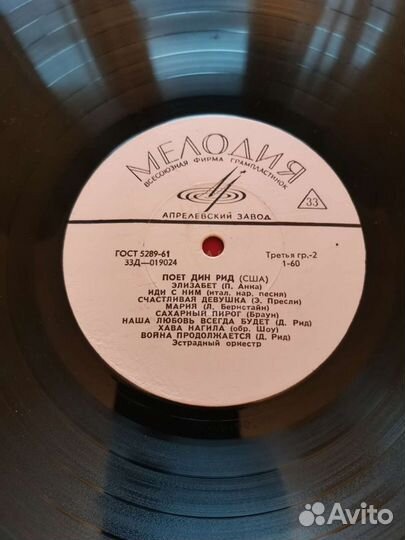 МЕЛОДИЯ
ВСЕСОЮЗНАЯ ФИРМА ГРАМПЛАСТИНОК
33
АПРЕЛЕВСКИЙ ЗАВОД
ГОСТ 5289-61
Третья гр.-2
33Д—019024
1-60
ПОЕТ ДИН РИД (США)
ЭЛИЗАБЕТ (П. Анка)
ИДИ С НИМ (итал. нар. песня)
СЧАСТЛИВАЯ ДЕВУШКА (Э. Пресли)
МАРИЯ (Л. Бернстайн)
САХАРНЫЙ ПИРОГ (Браун)
НАША ЛЮБОВЬ ВСЕГДА БУДЕТ (Д. Рид)
ХАВА НАГИЛА (обр. Шоу)
ВОЙНА ПРОДОЛЖАЕТСЯ (Д. Рид)
Эстрадный оркестр
Avito